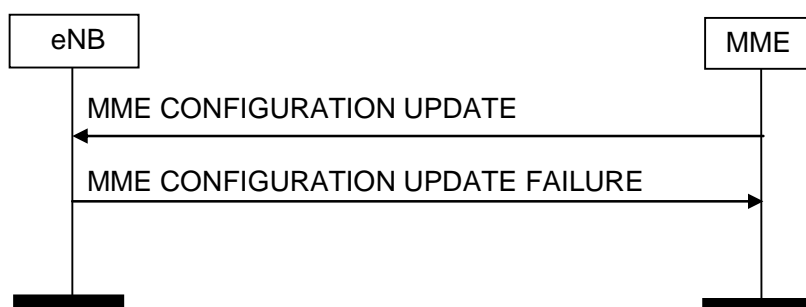 eNB
MME
MME CONFIGURATION UPDATE
MME CONFIGURATION UPDATE FAILURE